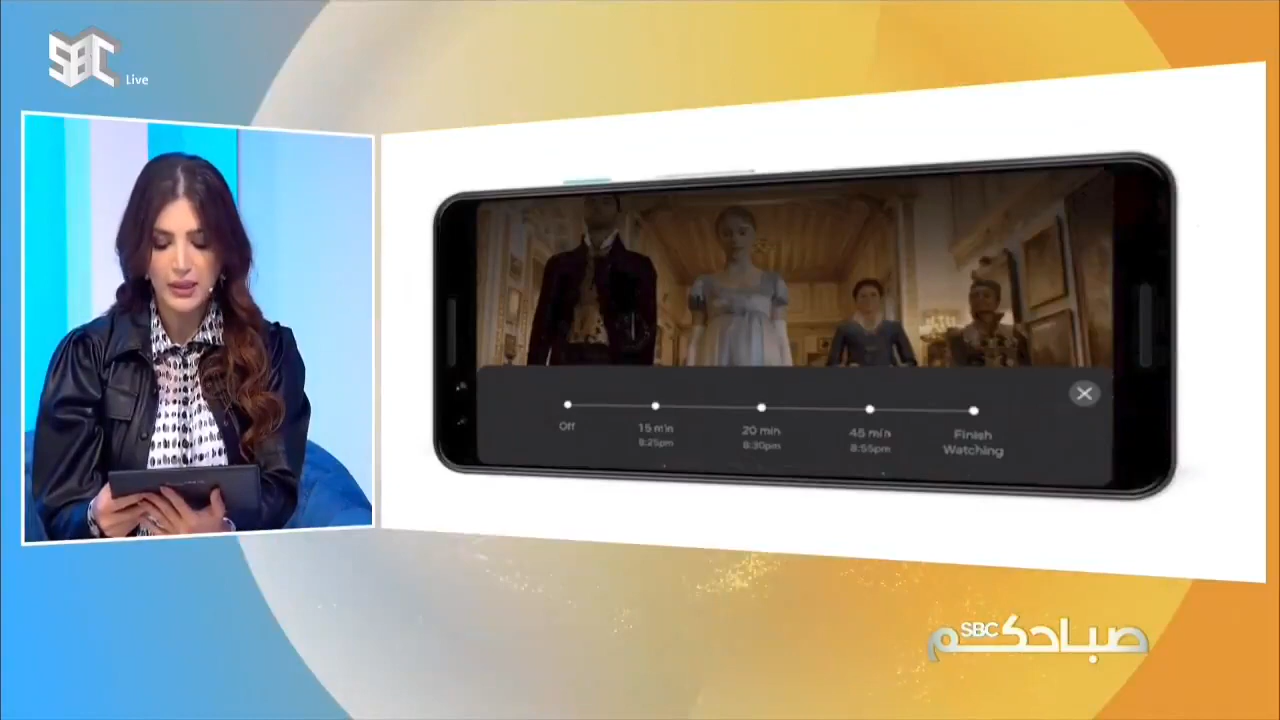 SBC
Live
Off
15 min
8:25pm
20 min
8:30pm
45 min
8:55pm
Finish
Watching
صباحكم SBC